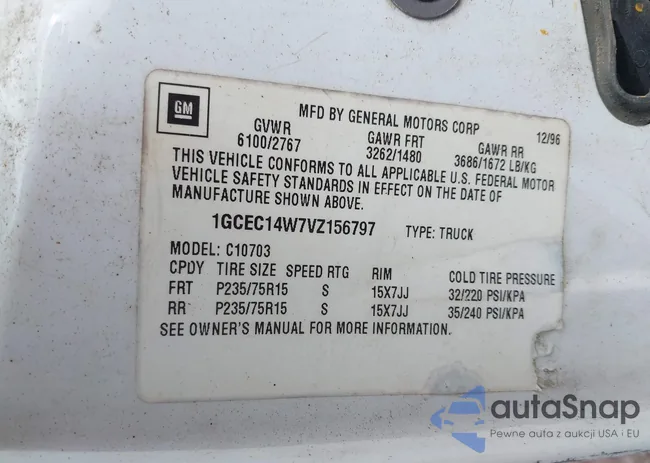 GM
MFD BY GENERAL MOTORS CORP 12/96
GVWR GAWR FRT GAWR RR
6100/2767 3262/1480 3686/1672 LB/KG
THIS VEHICLE CONFORMS TO ALL APPLICABLE U.S. FEDERAL MOTOR
VEHICLE SAFETY STANDARDS IN EFFECT ON THE DATE OF
MANUFACTURE SHOWN ABOVE.
1GCEC14W7VZ156797 TYPE: TRUCK
MODEL: C10703
CPDY TIRE SIZE SPEED RTG RIM COLD TIRE PRESSURE
FRT P235/75R15 S 15X7JJ 32/220 PSI/KPA
RR P235/75R15 S 15X7JJ 35/240 PSI/KPA
SEE OWNER'S MANUAL FOR MORE INFORMATION.
autoSnap
Pewne auta z aukcji USA i EU